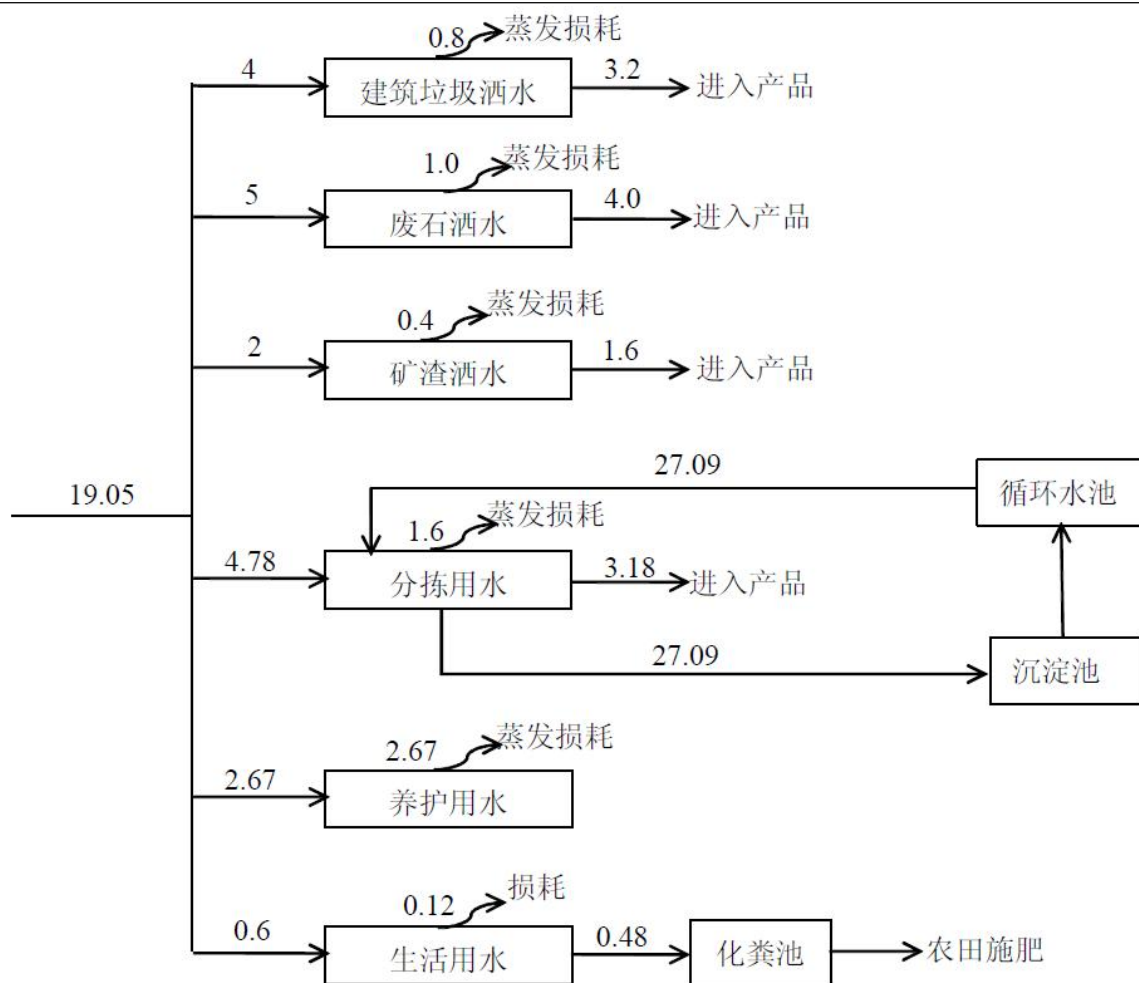 0.8 蒸发损耗
4 建筑垃圾洒水 3.2 进入产品
1.0 蒸发损耗
5 废石洒水 4.0 进入产品
0.4 蒸发损耗
2 矿渣洒水 1.6 进入产品
27.09 循环水池
19.05
1.6 蒸发损耗
4.78 分拣用水 3.18 进入产品
27.09 沉淀池
2.67 蒸发损耗
2.67 养护用水
0.12 损耗
0.6 生活用水 0.48 化粪池 农田施肥